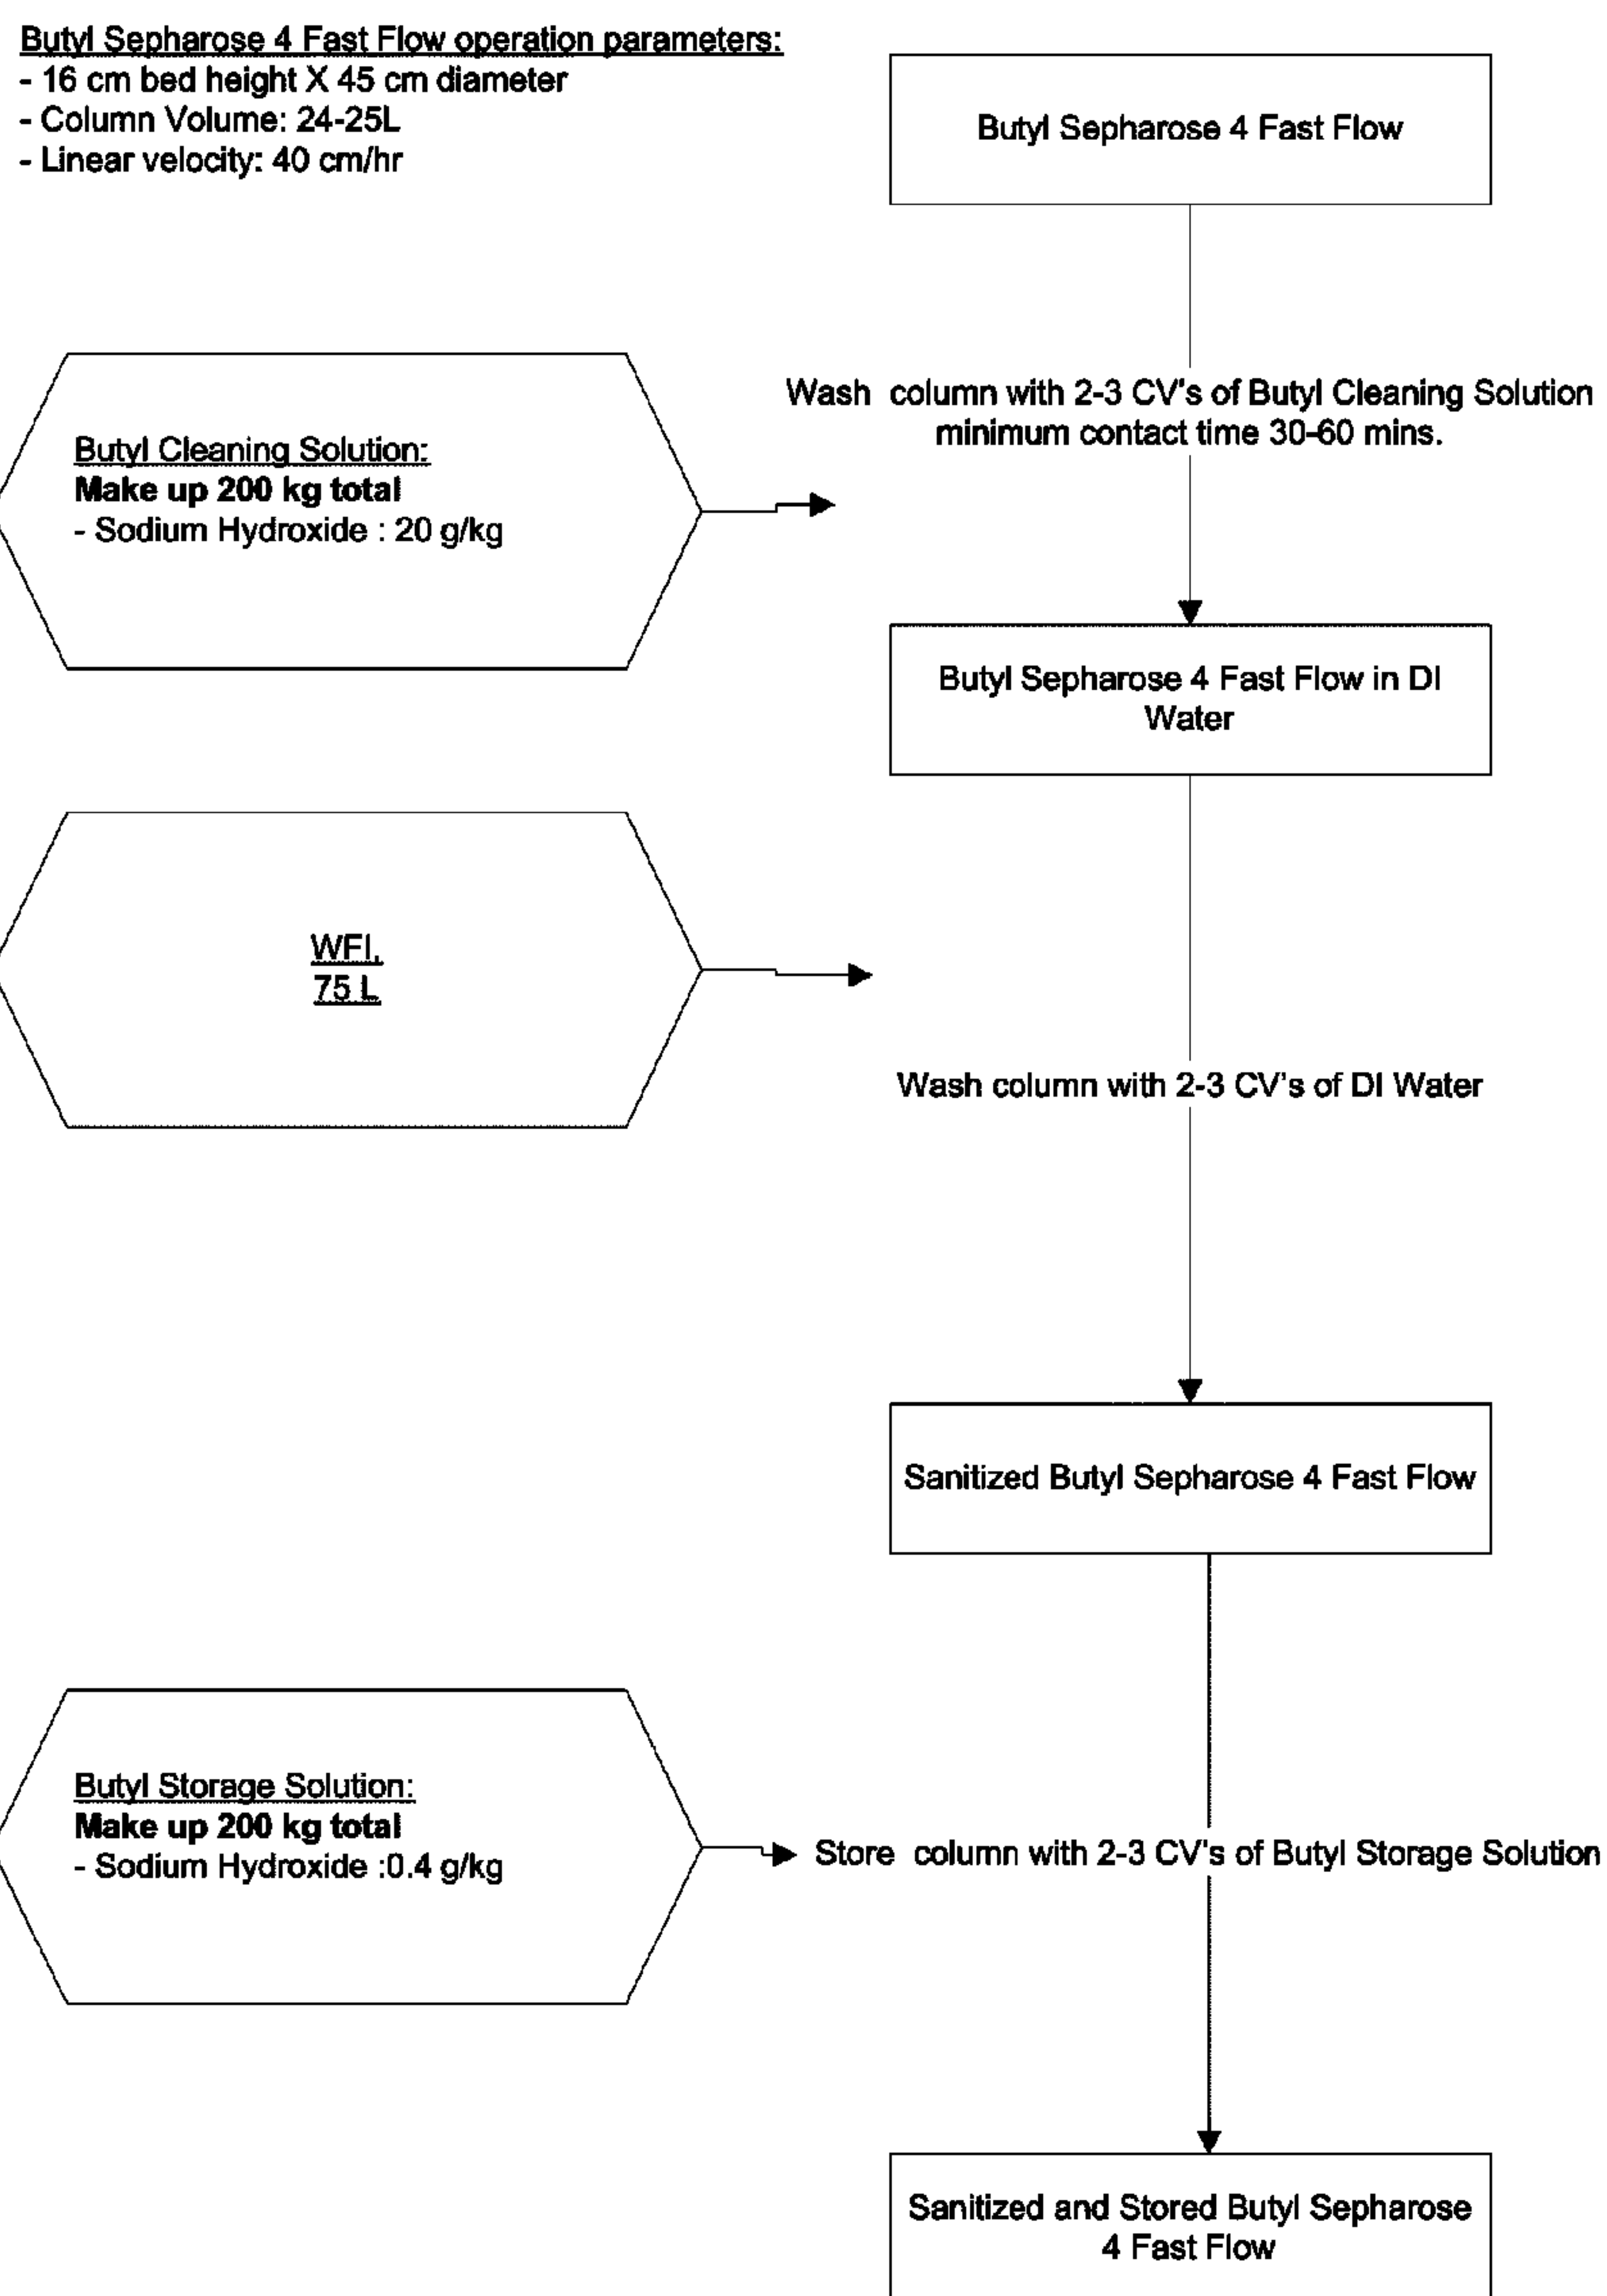 Butyl Sepharose 4 Fast Flow operation parameters:
- 16 cm bed height X 45 cm diameter
- Column Volume: 24-25L
- Linear velocity: 40 cm/hr
Butyl Sepharose 4 Fast Flow
Wash column with 2-3 CV's of Butyl Cleaning Solution
minimum contact time 30-60 mins.
Butyl Cleaning Solution:
Make up 200 kg total
- Sodium Hydroxide : 20 g/kg
Butyl Sepharose 4 Fast Flow in DI
Water
WFI,
75 L
Wash column with 2-3 CV's of DI Water
Sanitized Butyl Sepharose 4 Fast Flow
Butyl Storage Solution:
Make up 200 kg total
- Sodium Hydroxide :0.4 g/kg
Store column with 2-3 CV's of Butyl Storage Solution
Sanitized and Stored Butyl Sepharose
4 Fast Flow